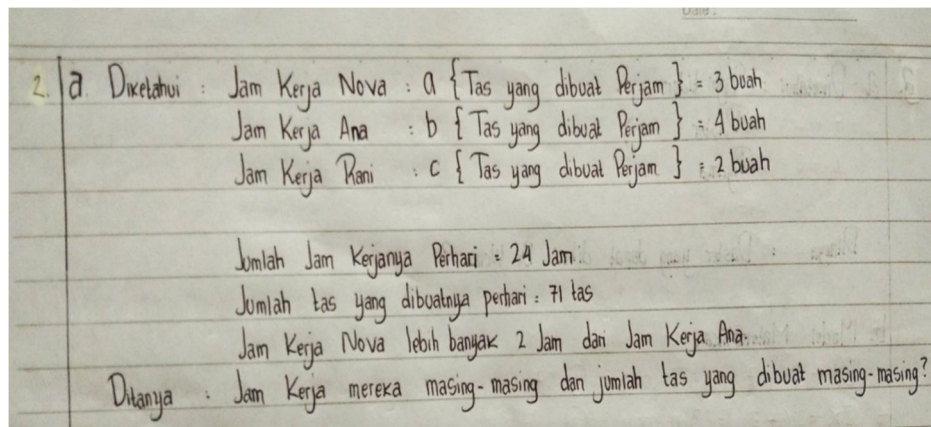 Date:
2. a. Diketahui : Jam Kerja Nova : a { Tas yang dibuat Perjam } = 3 buah
Jam Kerja Ana : b { Tas yang dibuat Perjam } = 4 buah
Jam Kerja Rani : c { Tas yang dibuat Perjam } = 2 buah
Jumlah Jam Kerjanya Perhari = 24 Jam
Jumlah tas yang dibuatnya perhari = 71 tas
Jam Kerja Nova lebih banyak 2 Jam dari Jam Kerja Ana.
Ditanya : Jam Kerja mereka masing-masing dan jumlah tas yang dibuat masing-masing?